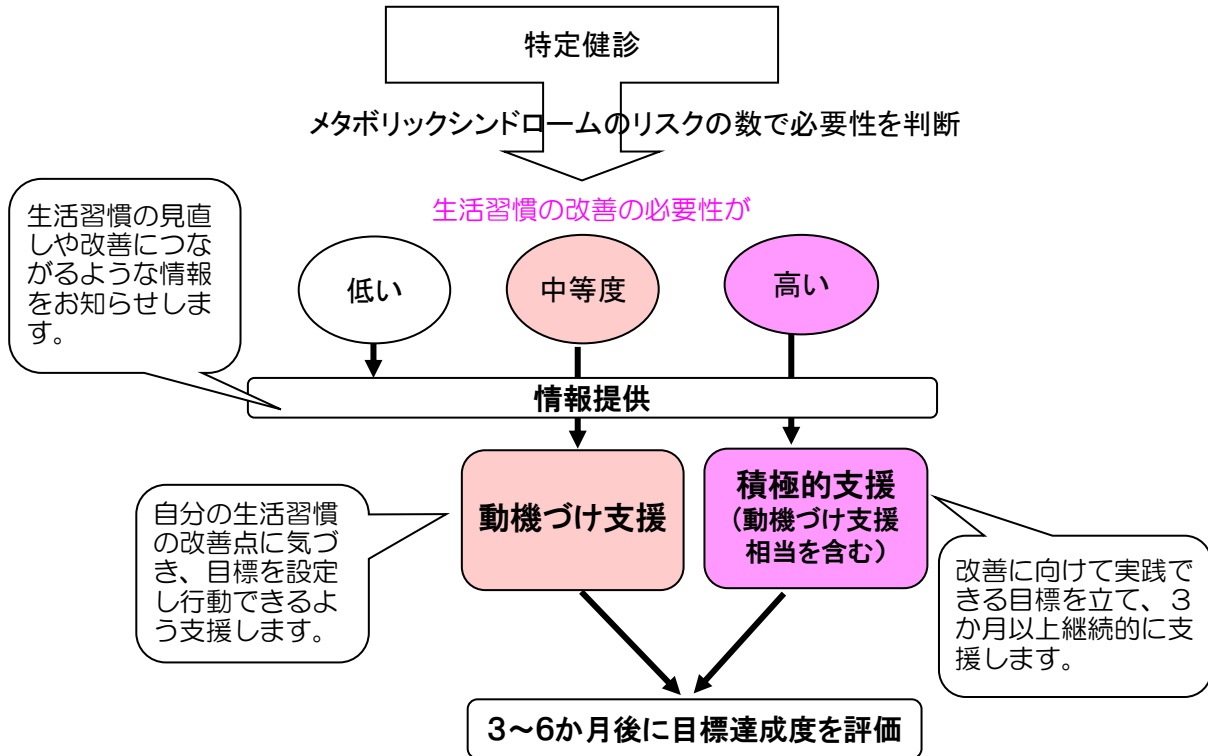 特定健診
メタボリックシンドロームのリスクの数で必要性を判断
生活習慣の改善の必要性が
生活習慣の見直
しや改善につな
がるような情報
をお知らせしま
す。
低い
中等度
高い
情報提供
動機づけ支援
積極的支援
（動機づけ支援
相当を含む）
自分の生活習慣
の改善点に気づ
き、目標を設定
し行動できるよ
う支援します。
改善に向けて実践で
きる目標を立て、３
か月以上継続的に支
援します。
３～６か月後に目標達成度を評価